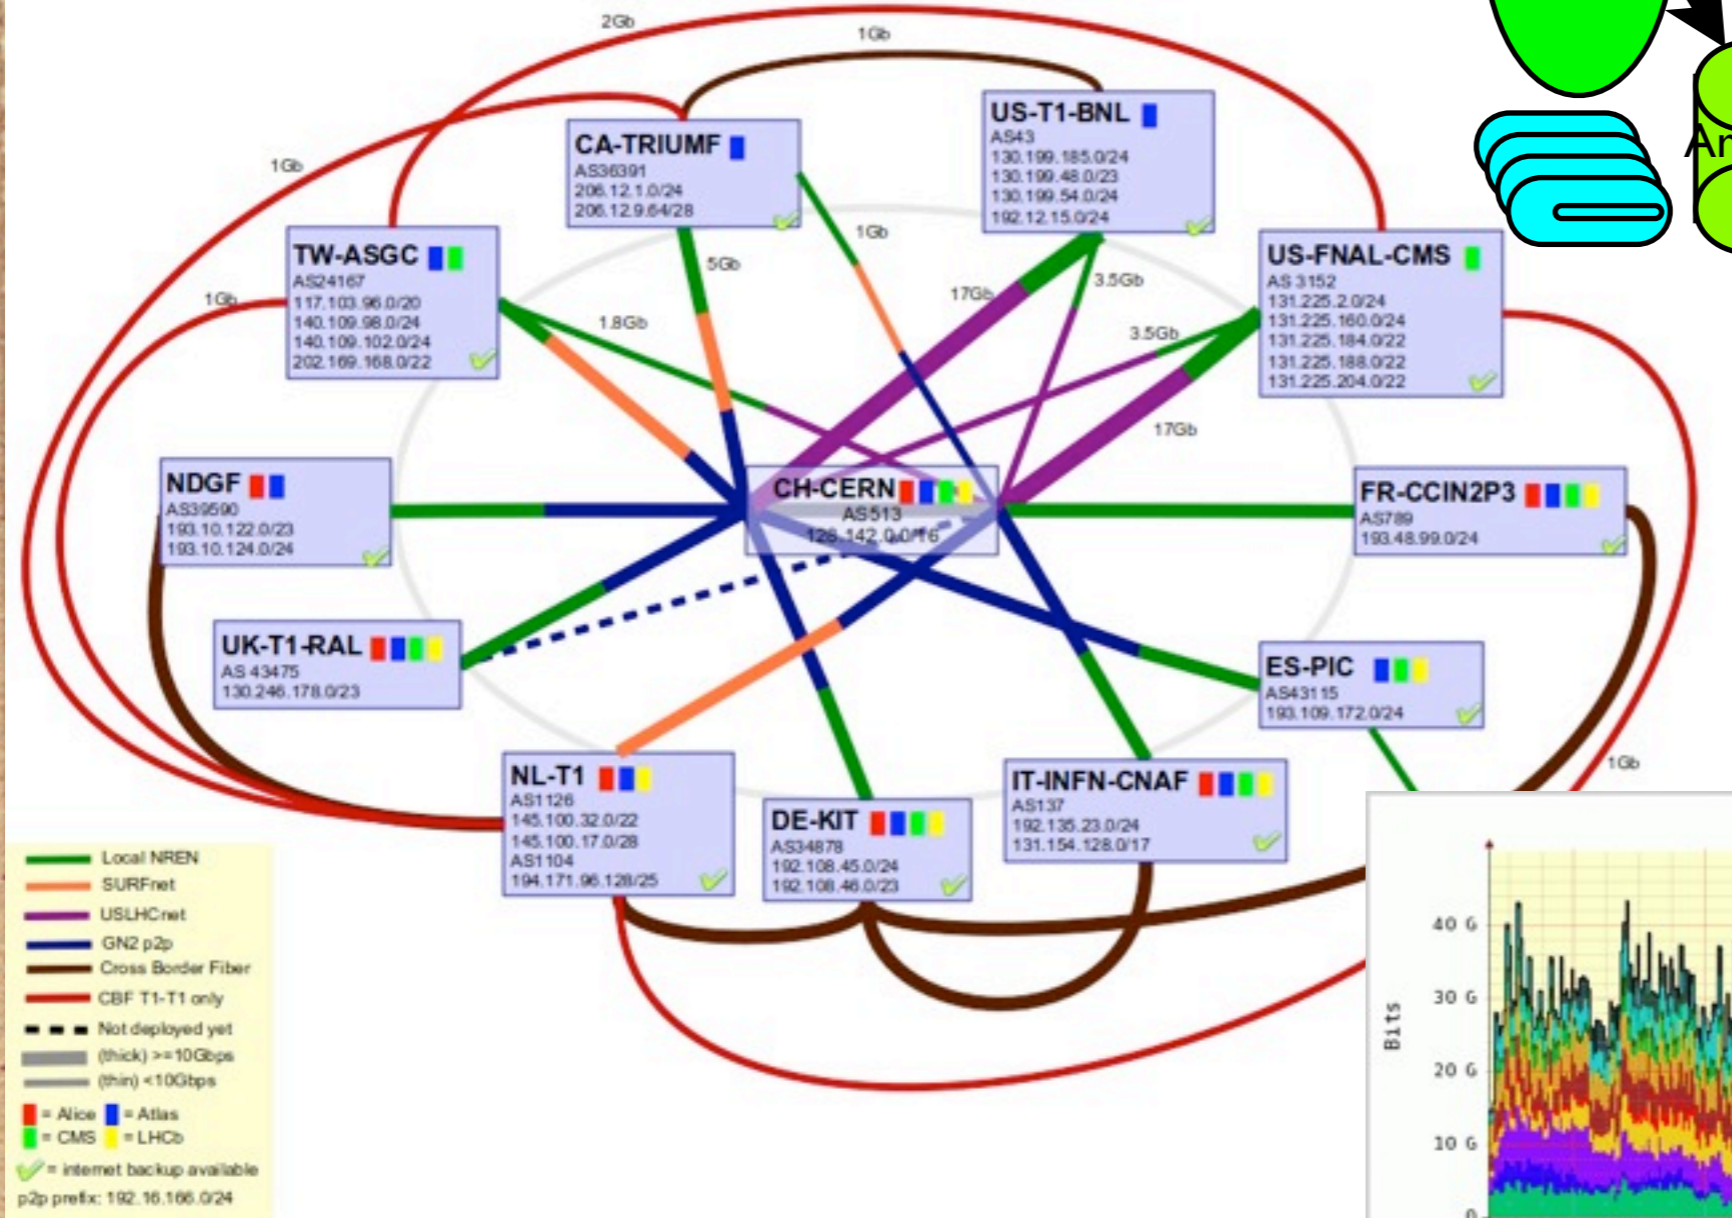 2Gb
1Gb
1Gb
CA-TRIUMF
AS36391
206.12.1.0/24
206.12.9.64/28
US-T1-BNL
AS43
130.199.185.0/24
130.199.48.0/23
130.199.54.0/24
192.12.15.0/24
TW-ASGC
AS24167
117.103.96.0/20
140.109.98.0/24
140.109.102.0/24
202.169.168.0/22
US-FNAL-CMS
AS 3152
131.225.2.0/24
131.225.160.0/24
131.225.184.0/22
131.225.188.0/22
131.225.204.0/22
1Gb
5Gb
1Gb
17Gb
3.5Gb
1.8Gb
3.5Gb
17Gb
NDGF
AS39590
193.10.122.0/23
193.10.124.0/24
CH-CERN
AS513
128.142.0.0/16
FR-CCIN2P3
AS789
193.48.99.0/24
UK-T1-RAL
AS 43475
130.246.178.0/23
ES-PIC
AS43115
193.109.172.0/24
1Gb
NL-T1
AS1126
145.100.32.0/22
145.100.17.0/28
AS1104
194.171.96.128/25
DE-KIT
AS34878
192.108.45.0/24
192.108.46.0/23
IT-INFN-CNAF
AS137
192.135.23.0/24
131.154.128.0/17
Local NREN
SURFnet
USLHCnet
GN2 p2p
Cross Border Fiber
CBF T1-T1 only
Not deployed yet
(thick) >=10Gbps
(thin) <10Gbps
= Alice = Atlas
= CMS = LHCb
= internet backup available
p2p prefix: 192.16.166.0/24
Bits
40 G
30 G
20 G
10 G
0